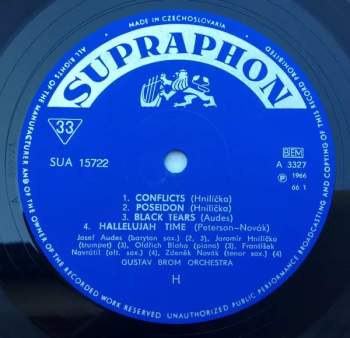 MADE IN CZECHOSLOVAKIA
ALL RIGHTS OF THE MANUFACTURER AND OF THE OWNER OF THE RECORDED WORK RESERVED UNAUTHORIZED PUBLIC PERFORMANCE BROADCASTING AND COPYING OF THIS RECORD PROHIBITED
SUPRAPHON
33
SUA 15722
BIEM
A 3327
P 1966
66 1
1. CONFLICTS (Hnilička)
2. POSEIDON (Hnilička)
3. BLACK TEARS (Audes)
4. HALLELUJAH TIME (Peterson-Novák)
Josef Audes (baryton sax.) (2, 3), Jaromír Hnilička
(trumpet) (3), Oldřich Blaha (piano) (3), František
Navrátil (alt. sax.) (4), Zdeněk Novák (tenor sax.) (4)
GUSTAV BROM ORCHESTRA
H